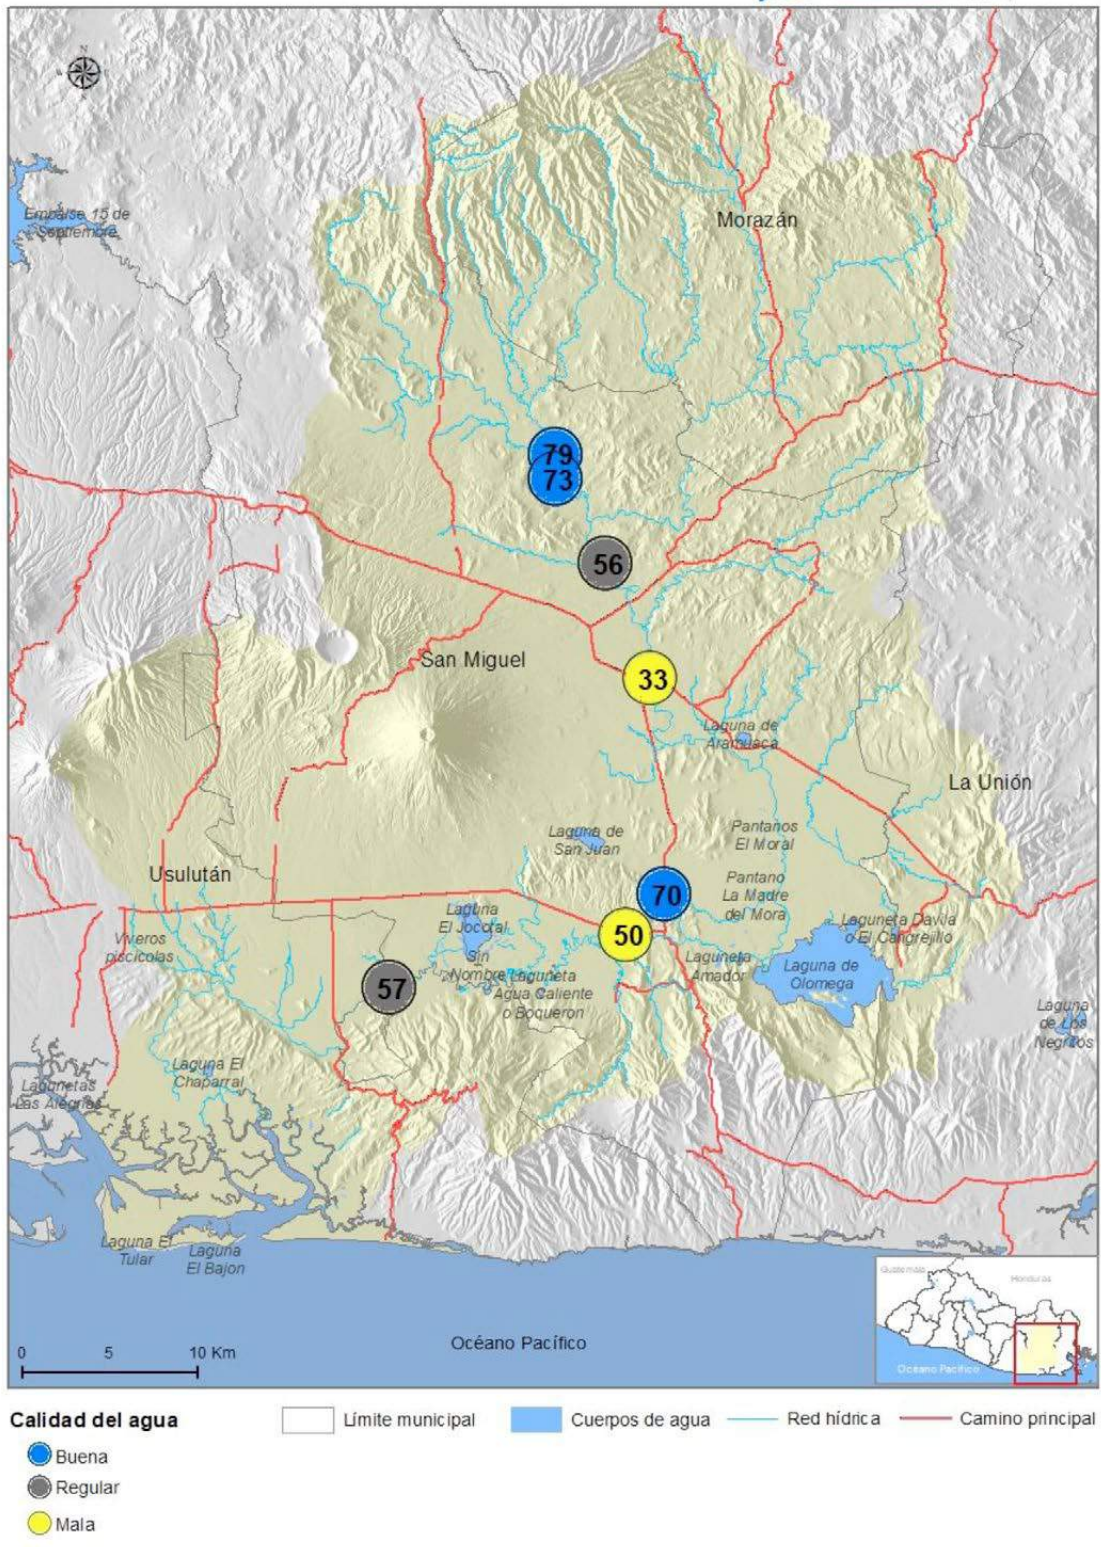 N
Embalse 15 de
Septiembre
Morazán
79
73
56
San Miguel
33
Laguna de
Aramuaca
La Unión
Laguna de
San Juan
Pantanos
El Moral
Usulután
Pantano
La Madre
del Mora
70
Laguna
El Jocotal
50
Laguneta Davila
o El Cangrejillo
Viveros
piscicolas
Sin
Nombre
Laguneta
Amador
Laguna de
Olomega
57
Laguneta
Agua Caliente
o Boqueron
Laguna
de Los
Negritos
Laguna El
Chaparral
Lagunetas
Las Alegrias
Laguna El
Tular
Laguna
El Bajon
Guatemala
Honduras
Océano Pacífico
Océano Pacífico
0 5 10 Km
Calidad del agua
Límite municipal
Cuerpos de agua
Red hídrica
Camino principal
Buena
Regular
Mala